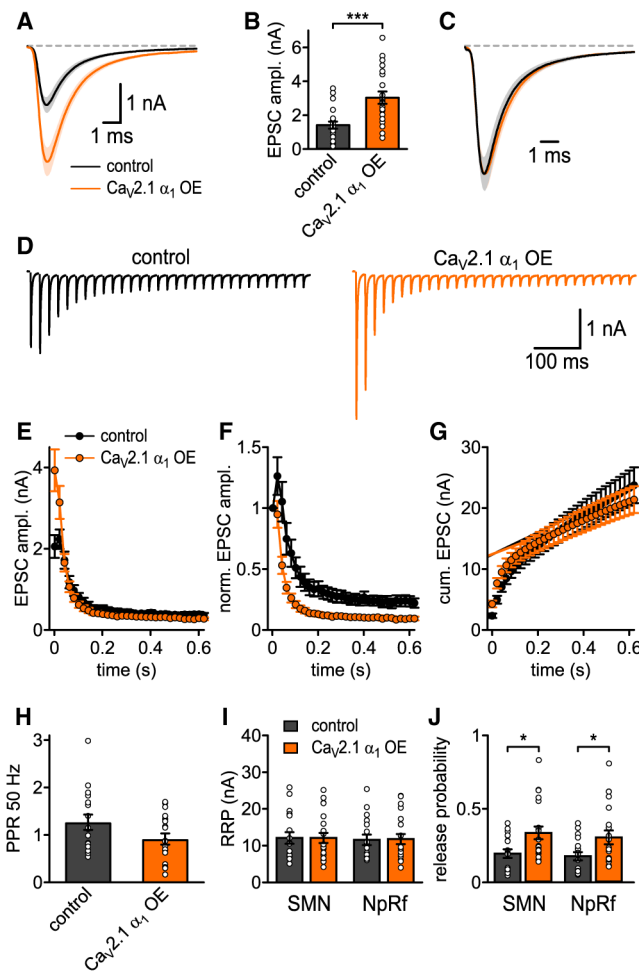 A
1 nA
1 ms
control
CaV2.1 α1 OE
B
***
EPSC ampl. (nA)
6
4
2
0
control
CaV2.1 α1 OE
C
1 ms
D
control
CaV2.1 α1 OE
1 nA
100 ms
E
control
CaV2.1 α1 OE
EPSC ampl. (nA)
4
2
0
0 0.2 0.4 0.6
time (s)
F
norm. EPSC ampl.
1.5
1
0.5
0
0 0.2 0.4 0.6
time (s)
G
cum. EPSC (nA)
30
20
10
0
0 0.2 0.4 0.6
time (s)
H
PPR 50 Hz
3
2
1
0
control
CaV2.1 α1 OE
I
control
CaV2.1 α1 OE
RRP (nA)
40
30
20
10
0
SMN NpRf
J
* *
release probability
1
0.5
0
SMN NpRf